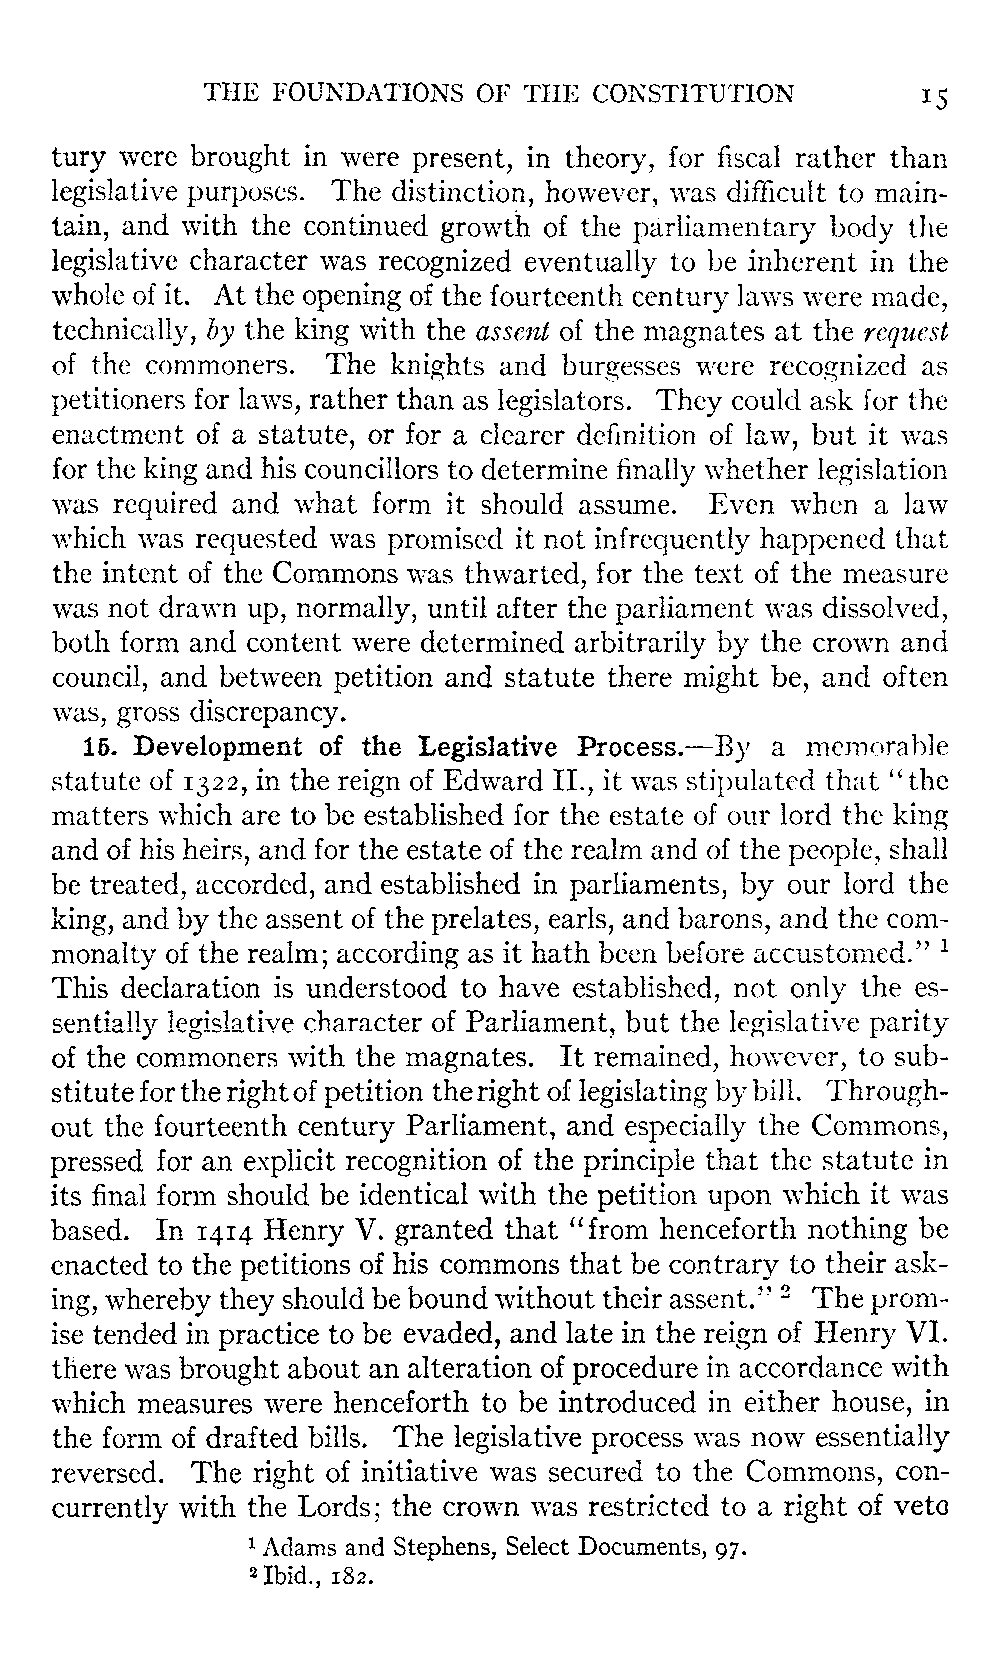 THE FOUNDATIONS OF THE CONSTITUTION 15
tury were brought in were present, in theory, for fiscal rather than
legislative purposes. The distinction, however, was difficult to main-
tain, and with the continued growth of the parliamentary body the
legislative character was recognized eventually to be inherent in the
whole of it. At the opening of the fourteenth century laws were made,
technically, by the king with the assent of the magnates at the request
of the commoners. The knights and burgesses were recognized as
petitioners for laws, rather than as legislators. They could ask for the
enactment of a statute, or for a clearer definition of law, but it was
for the king and his councillors to determine finally whether legislation
was required and what form it should assume. Even when a law
which was requested was promised it not infrequently happened that
the intent of the Commons was thwarted, for the text of the measure
was not drawn up, normally, until after the parliament was dissolved,
both form and content were determined arbitrarily by the crown and
council, and between petition and statute there might be, and often
was, gross discrepancy.
15. Development of the Legislative Process.—By a memorable
statute of 1322, in the reign of Edward II., it was stipulated that "the
matters which are to be established for the estate of our lord the king
and of his heirs, and for the estate of the realm and of the people, shall
be treated, accorded, and established in parliaments, by our lord the
king, and by the assent of the prelates, earls, and barons, and the com-
monalty of the realm; according as it hath been before accustomed." 1
This declaration is understood to have established, not only the es-
sentially legislative character of Parliament, but the legislative parity
of the commoners with the magnates. It remained, however, to sub-
stitute for the right of petition the right of legislating by bill. Through-
out the fourteenth century Parliament, and especially the Commons,
pressed for an explicit recognition of the principle that the statute in
its final form should be identical with the petition upon which it was
based. In 1414 Henry V. granted that "from henceforth nothing be
enacted to the petitions of his commons that be contrary to their ask-
ing, whereby they should be bound without their assent." 2 The prom-
ise tended in practice to be evaded, and late in the reign of Henry VI.
there was brought about an alteration of procedure in accordance with
which measures were henceforth to be introduced in either house, in
the form of drafted bills. The legislative process was now essentially
reversed. The right of initiative was secured to the Commons, con-
currently with the Lords; the crown was restricted to a right of veto
1 Adams and Stephens, Select Documents, 97.
2 Ibid., 182.